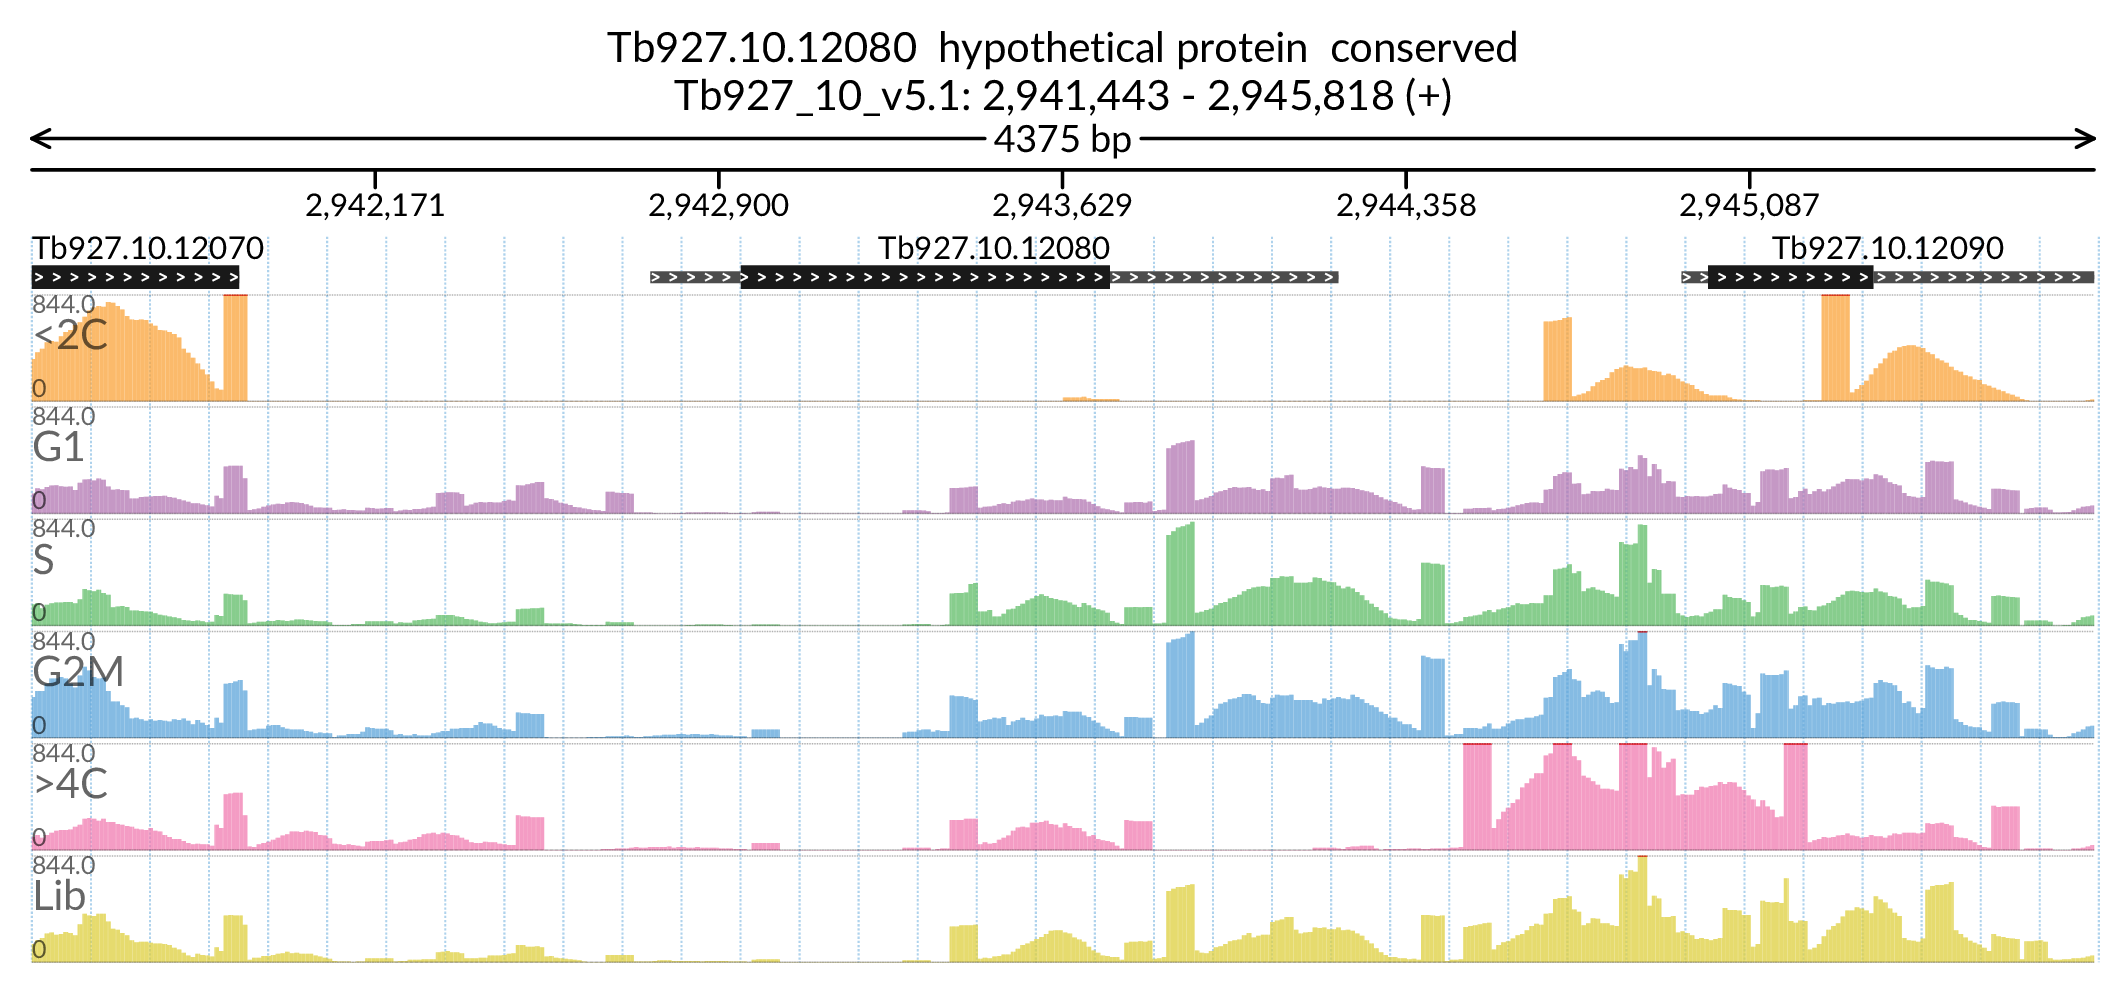 Tb927.10.12080  hypothetical protein  conserved
Tb927_10_v5.1: 2,941,443 - 2,945,818 (+)
4375 bp
2,942,171 2,942,900 2,943,629 2,944,358 2,945,087
Tb927.10.12070 Tb927.10.12080 Tb927.10.12090
844.0
<2C
0
844.0
G1
0
844.0
S
0
844.0
G2M
0
844.0
>4C
0
844.0
Lib
0